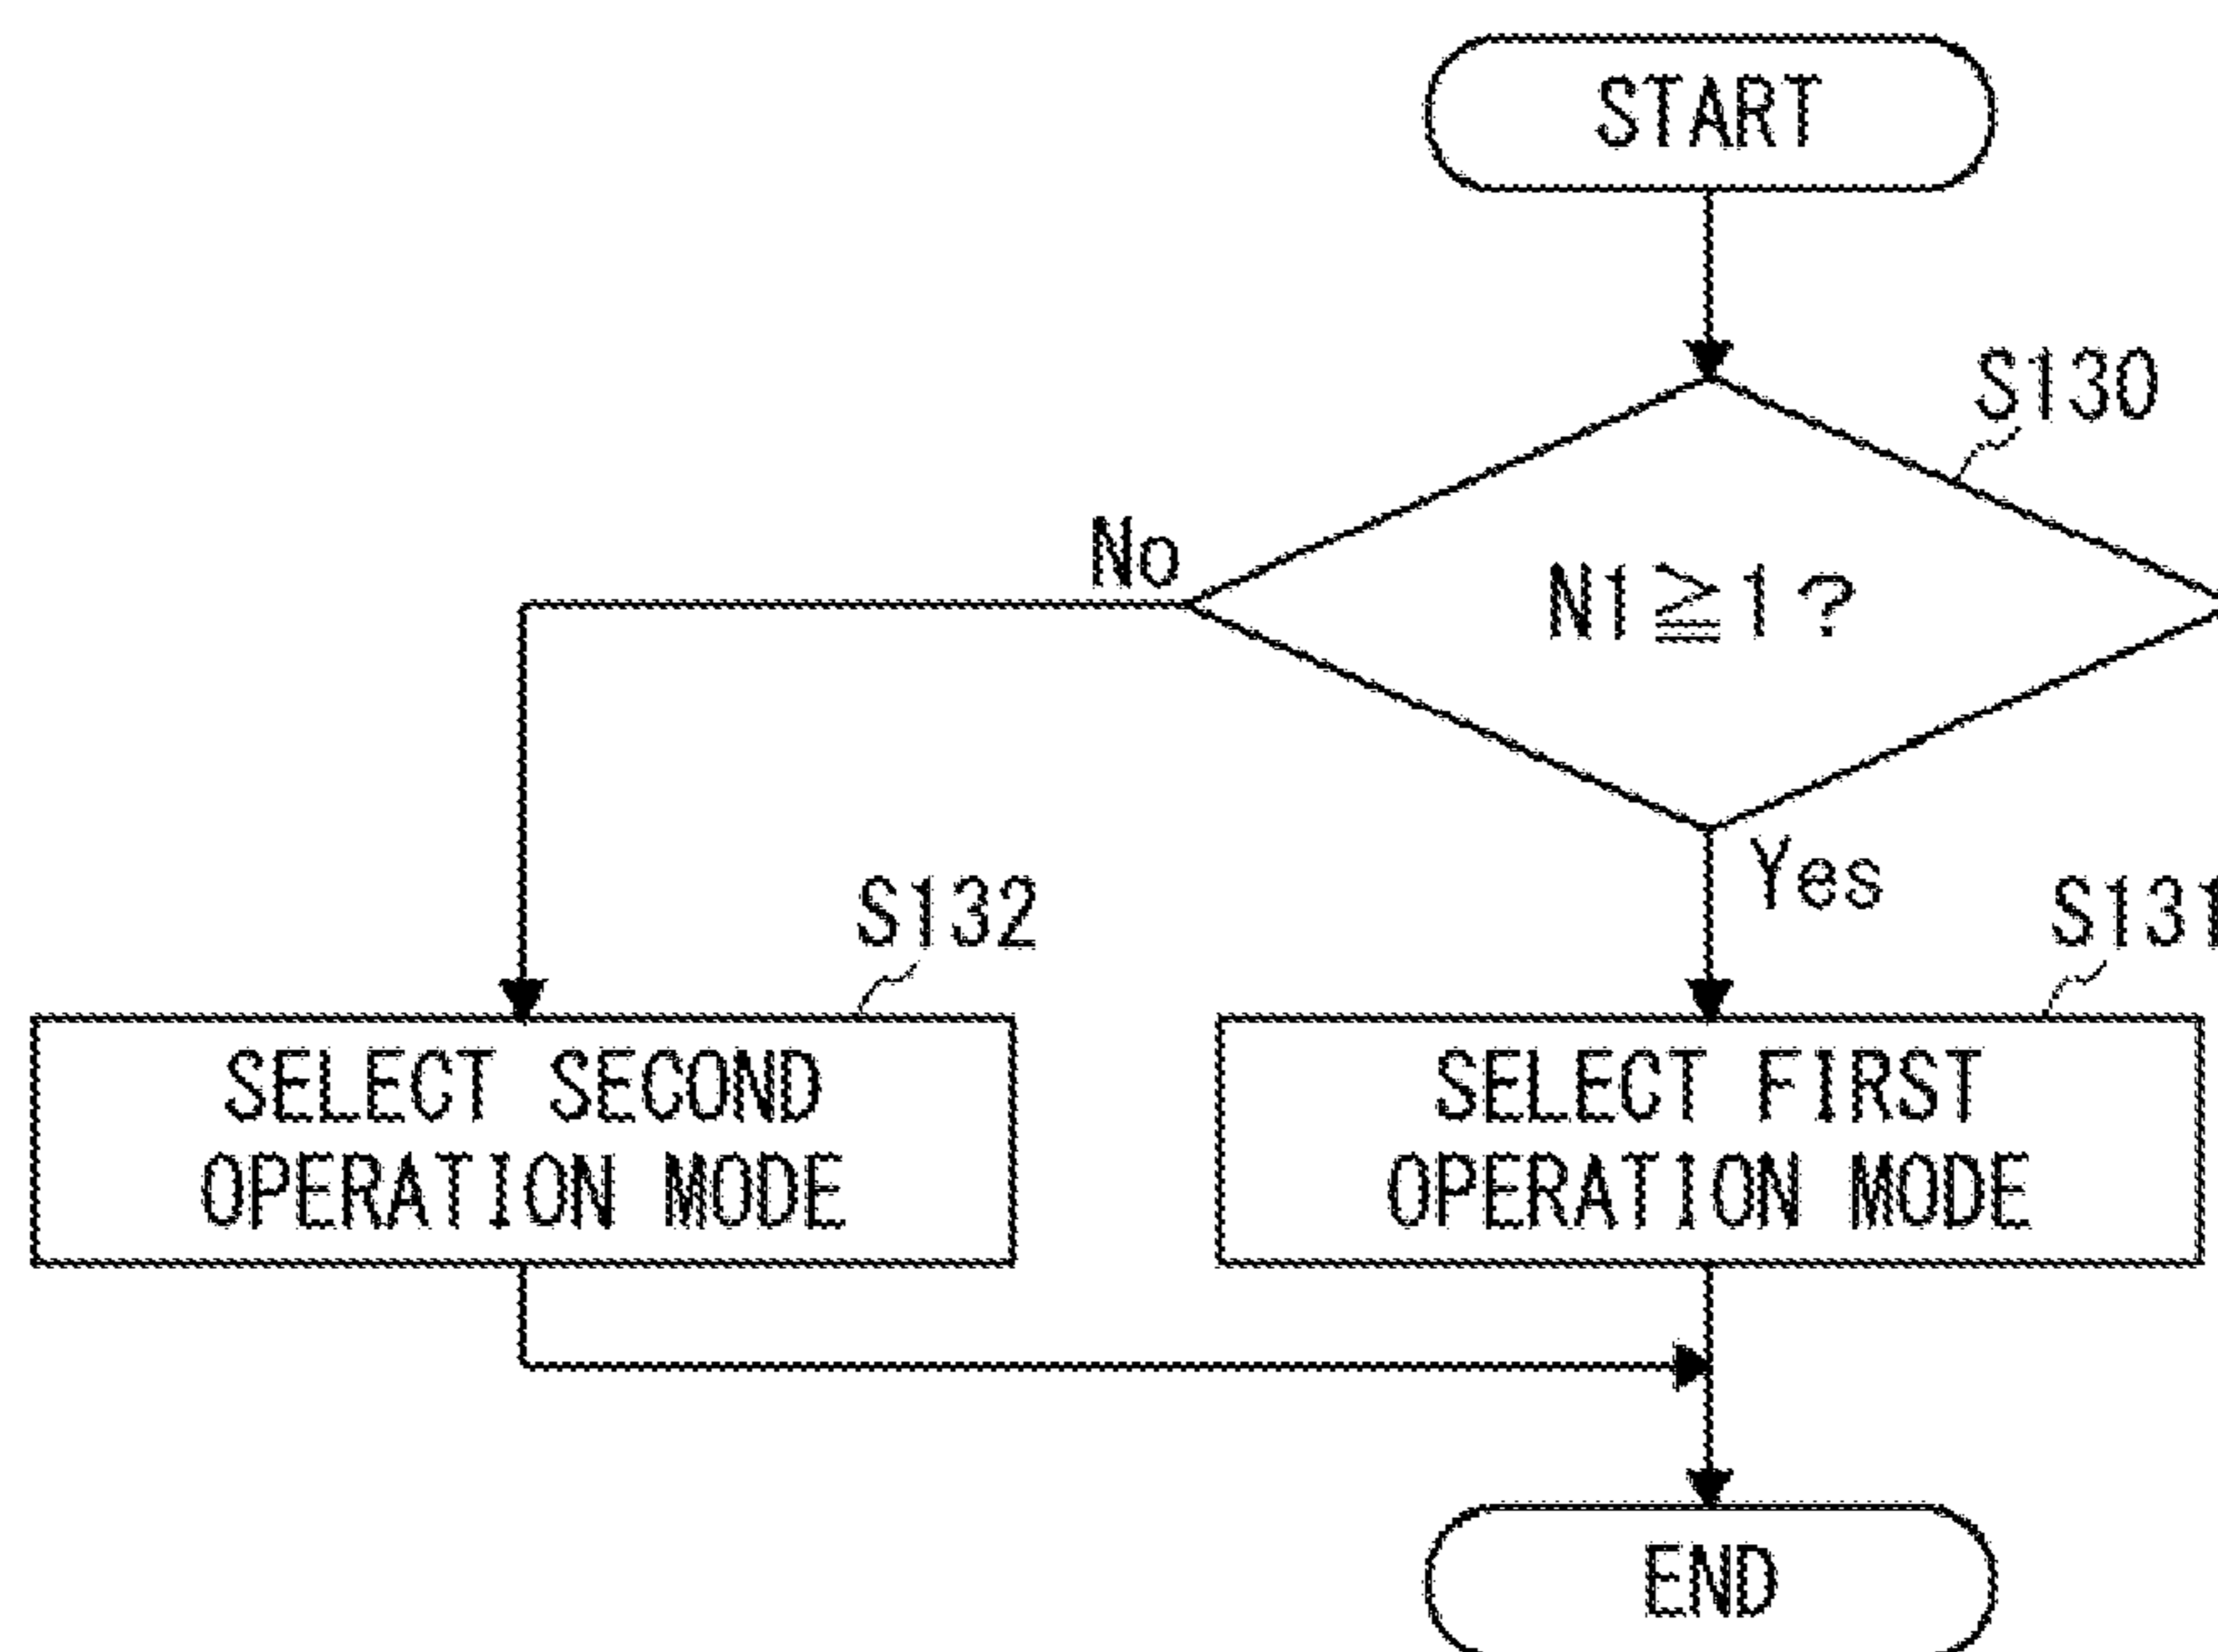 START
S130
No
N1≧1?
Yes
S132
S131
SELECT SECOND
OPERATION MODE
SELECT FIRST
OPERATION MODE
END